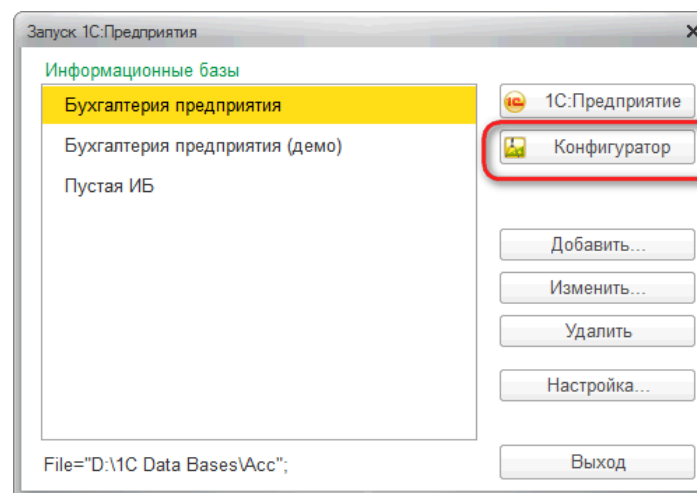 Запуск 1С:Предприятия
Информационные базы
Бухгалтерия предприятия
Бухгалтерия предприятия (демо)
Пустая ИБ
1С:Предприятие
Конфигуратор
Добавить...
Изменить...
Удалить
Настройка...
File="D:\1C Data Bases\Acc";
Выход